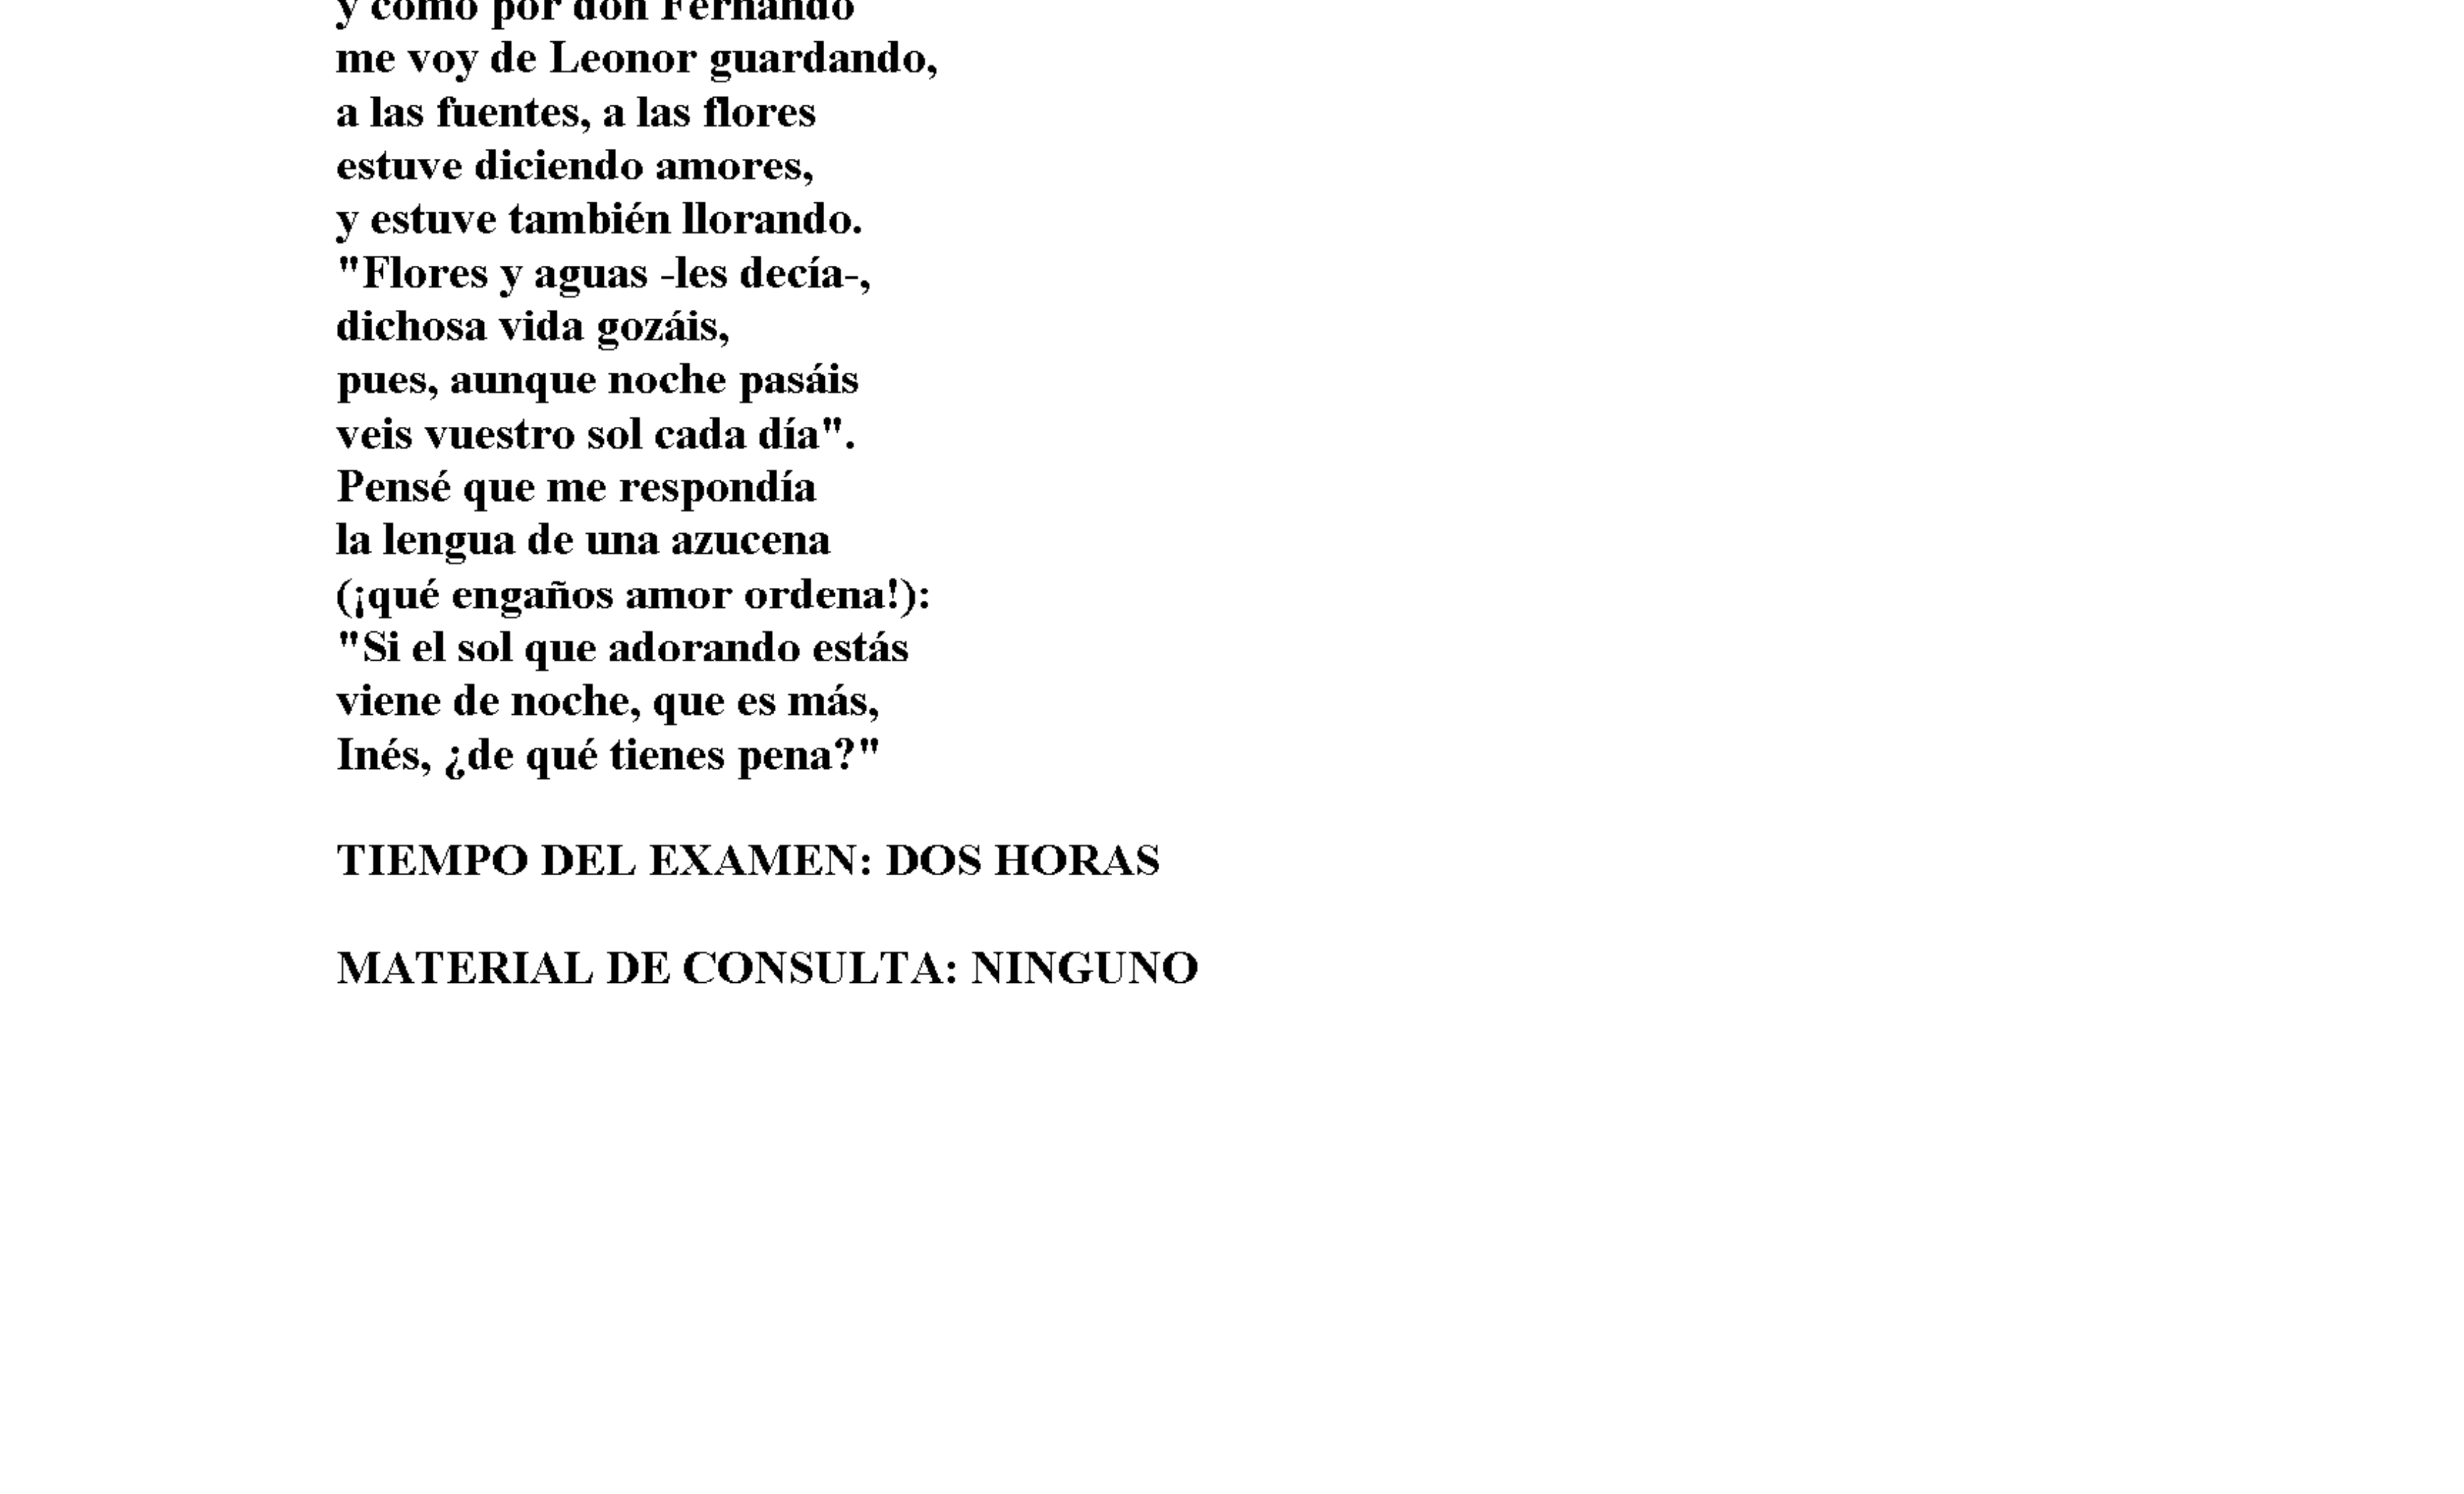 y como por don Fernando
me voy de Leonor guardando,
a las fuentes, a las flores
estuve diciendo amores,
y estuve también llorando.
"Flores y aguas -les decía-,
dichosa vida gozáis,
pues, aunque noche pasáis
veis vuestro sol cada día".
Pensé que me respondía
la lengua de una azucena
(¡qué engaños amor ordena!):
"Si el sol que adorando estás
viene de noche, que es más,
Inés, ¿de qué tienes pena?"
TIEMPO DEL EXAMEN: DOS HORAS
MATERIAL DE CONSULTA: NINGUNO